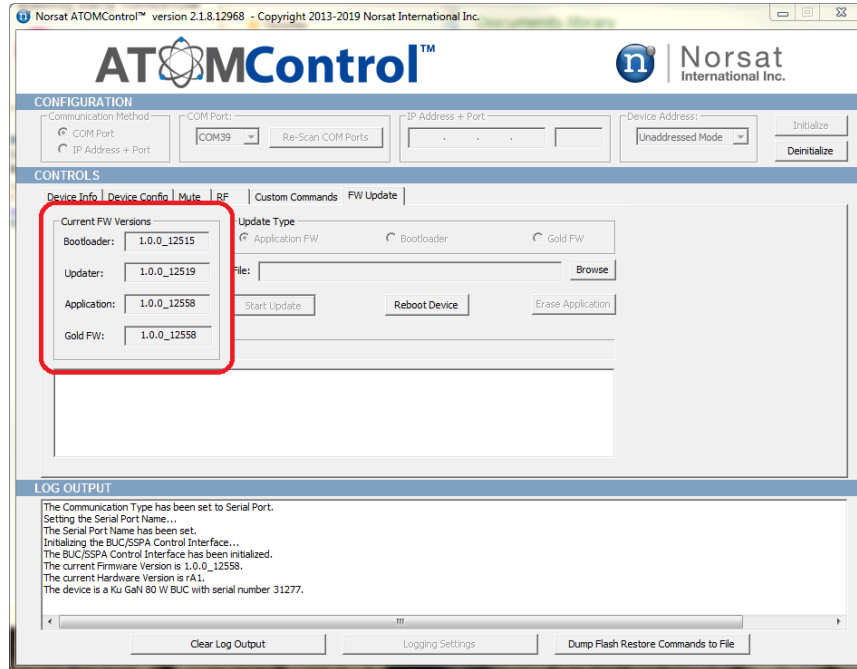 Norsat ATOMControl™ version 2.1.8.12968 - Copyright 2013-2019 Norsat International Inc.
ATOMControl™
n Norsat
International Inc.
CONFIGURATION
Communication Method
COM Port
IP Address + Port
COM Port:
COM39
Re-Scan COM Ports
IP Address + Port
. . .
Device Address:
Unaddressed Mode
Initialize
Deinitialize
CONTROLS
Device Info Device Config Mute RF Custom Commands FW Update
Current FW Versions
Bootloader: 1.0.0_12515
Updater: 1.0.0_12519
Application: 1.0.0_12558
Gold FW: 1.0.0_12558
Update Type
Application FW Bootloader Gold FW
File: Browse
Start Update Reboot Device Erase Application
LOG OUTPUT
The Communication Type has been set to Serial Port.
Setting the Serial Port Name...
The Serial Port Name has been set.
Initializing the BUC/SSPA Control Interface...
The BUC/SSPA Control Interface has been initialized.
The current Firmware Version is 1.0.0_12558.
The current Hardware Version is rA1.
The device is a Ku GaN 80 W BUC with serial number 31277.
Clear Log Output Logging Settings Dump Flash Restore Commands to File